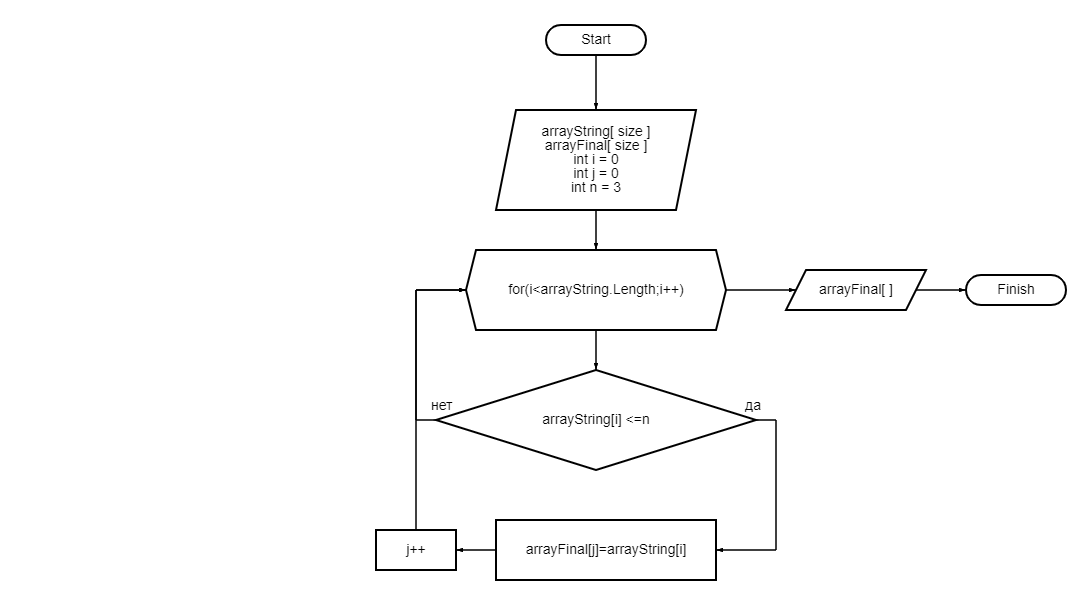 Start
arrayString[ size ]
arrayFinal[ size ]
int i = 0
int j = 0
int n = 3
for(i<arrayString.Length;i++)
arrayFinal[ ]
Finish
нет
да
arrayString[i] <=n
j++
arrayFinal[j]=arrayString[i]